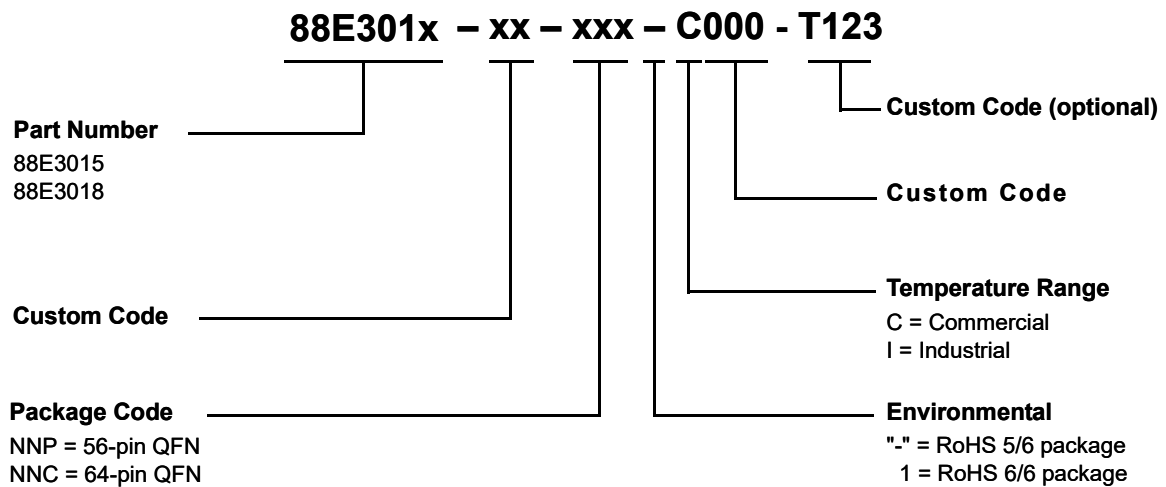 88E301x – xx – xxx – C000 - T123
Custom Code (optional)
Part Number
88E3015
88E3018
Custom Code
Temperature Range
C = Commercial
I = Industrial
Custom Code
Package Code
NNP = 56-pin QFN
NNC = 64-pin QFN
Environmental
"-" = RoHS 5/6 package
1 = RoHS 6/6 package